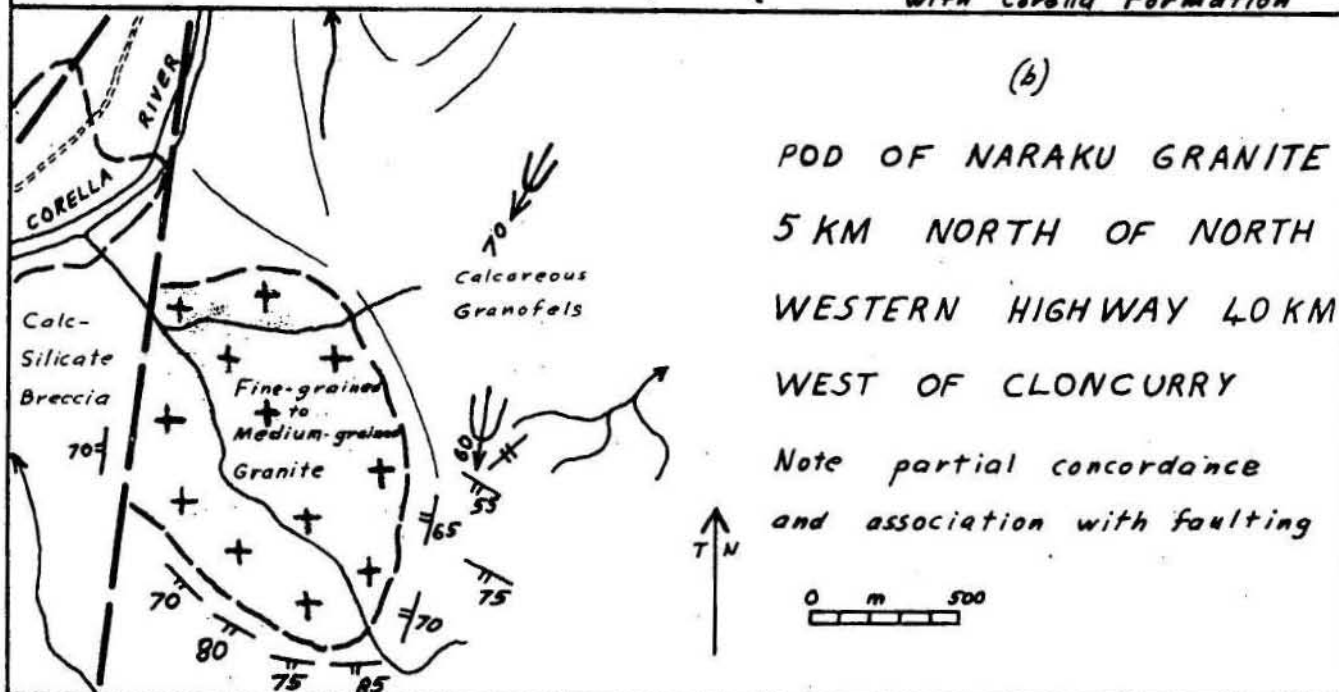 with Corella Formation
(b)
POD OF NARAKU GRANITE
5 KM NORTH OF NORTH
WESTERN HIGHWAY 40 KM
WEST OF CLONCURRY
Note partial concordance
and association with faulting
CORELLA RIVER
70
Calcareous
Granofels
Calc-
Silicate
Breccia
Fine-grained
to
Medium-grained
Granite
70
60
55
65
75
70
70
80
75
85
T N
0 m 500